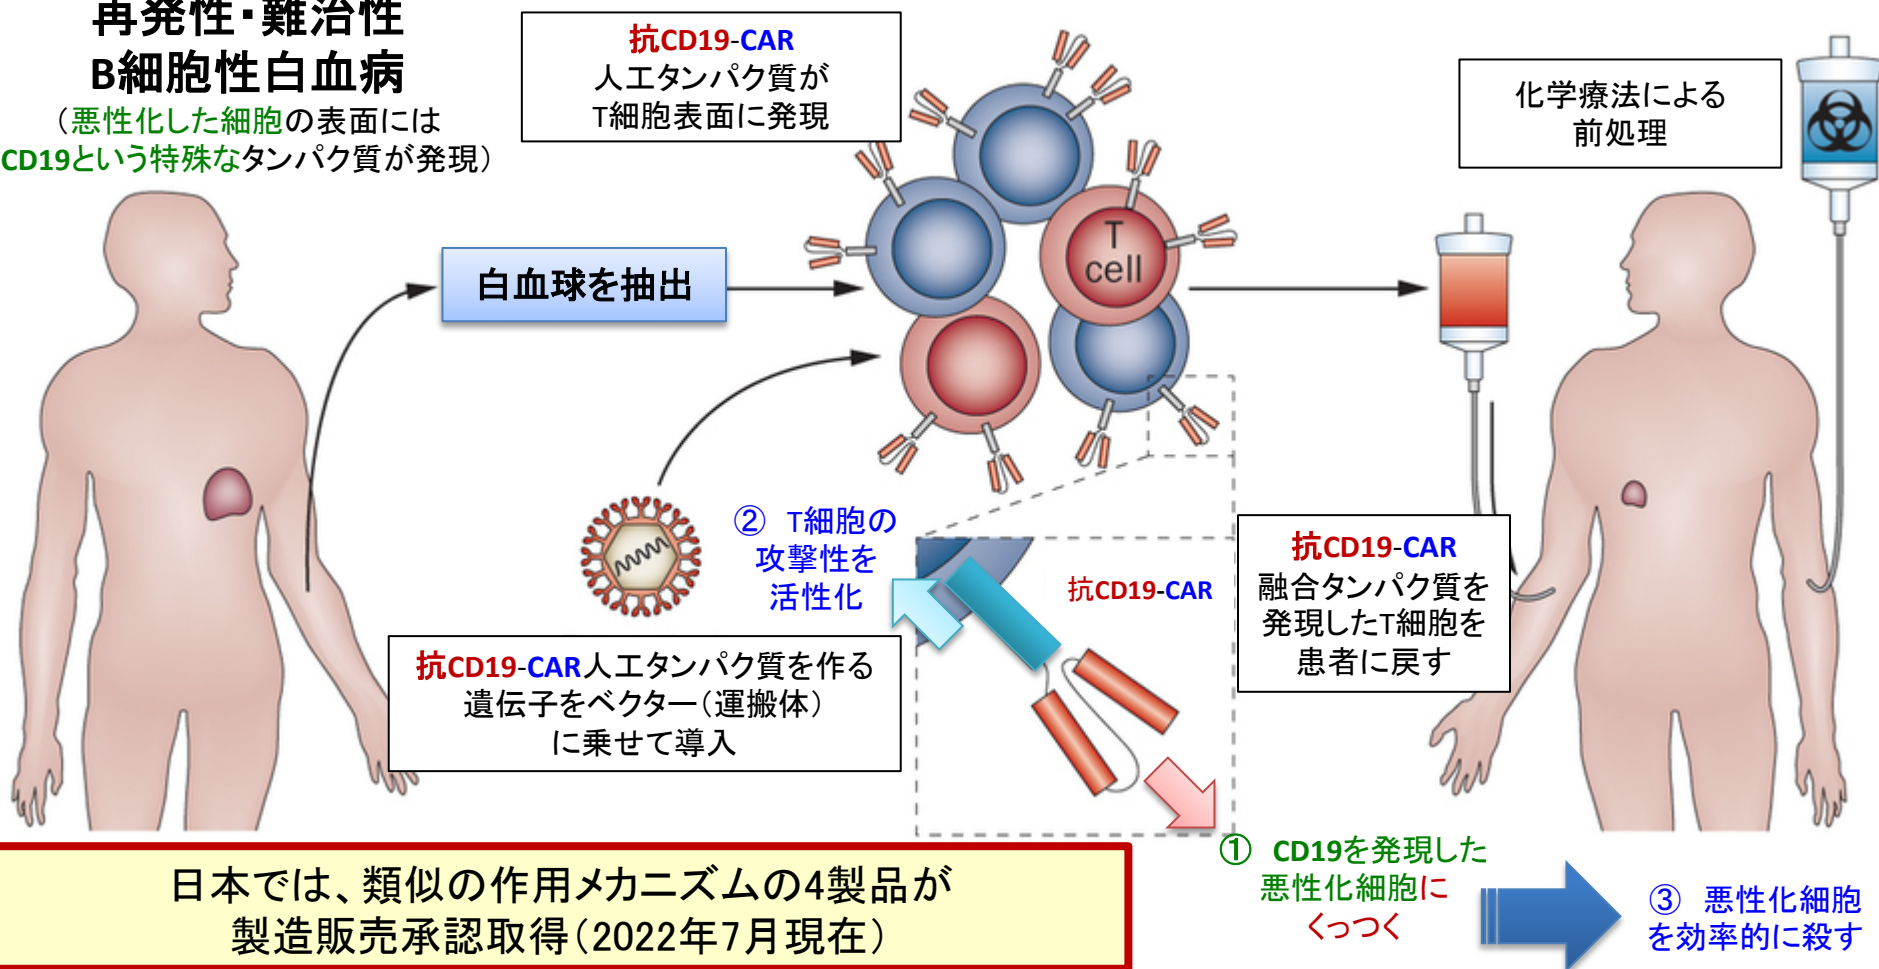 再発性・難治性
B細胞性白血病
（悪性化した細胞の表面には
CD19という特殊なタンパク質が発現）
抗CD19-CAR
人工タンパク質が
T細胞表面に発現
化学療法による
前処理
白血球を抽出
T
cell
② T細胞の
攻撃性を
活性化
抗CD19-CAR
抗CD19-CAR
融合タンパク質を
発現したT細胞を
患者に戻す
抗CD19-CAR人工タンパク質を作る
遺伝子をベクター（運搬体）
に乗せて導入
① CD19を発現した
悪性化細胞に
くっつく
③ 悪性化細胞
を効率的に殺す
日本では、類似の作用メカニズムの4製品が
製造販売承認取得（2022年7月現在）